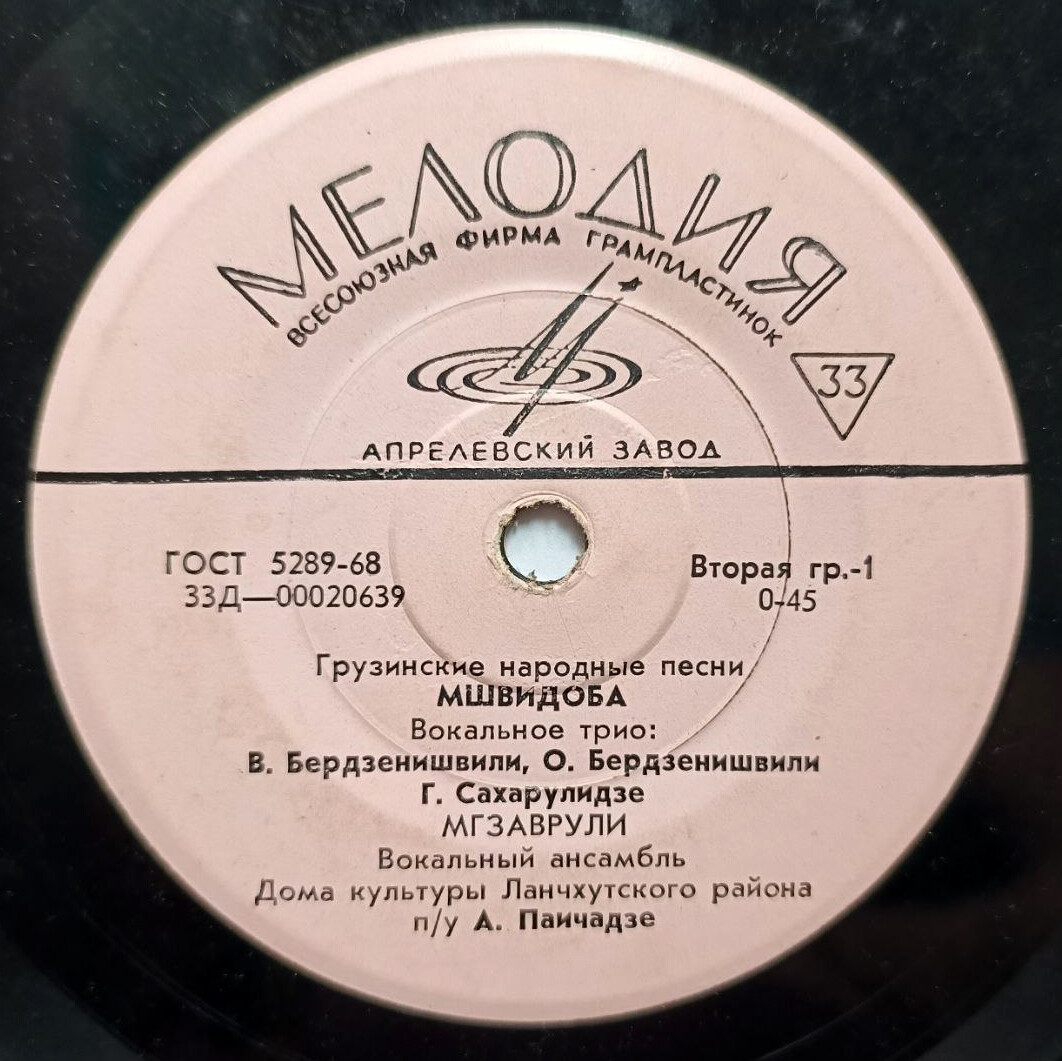 МЕЛОДИЯ
ВСЕСОЮЗНАЯ ФИРМА ГРАМПЛАСТИНОК
33
АПРЕЛЕВСКИЙ ЗАВОД
ГОСТ 5289-68
Вторая гр.-1
33Д—00020639
0-45
Грузинские народные песни
МШВИДОБА
Вокальное трио:
В. Бердзенишвили, О. Бердзенишвили
Г. Сахарулидзе
МГЗАВРУЛИ
Вокальный ансамбль
Дома культуры Ланчхутского района
п/у А. Паичадзе